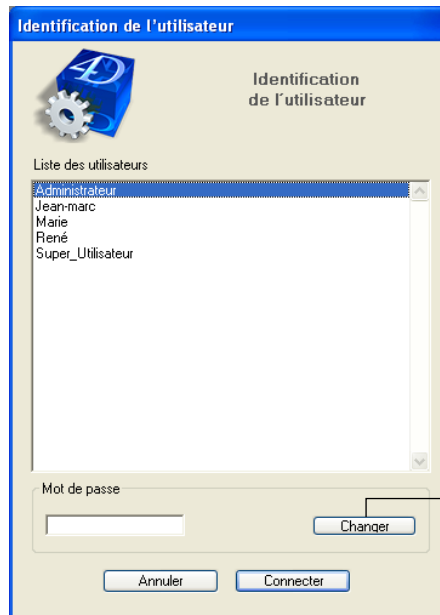 Identification de l'utilisateur
4D
Identification
de l´utilisateur
Liste des utilisateurs
Administrateur
Jean-marc
Marie
René
Super_Utilisateur
Mot de passe
Changer
Annuler
Connecter